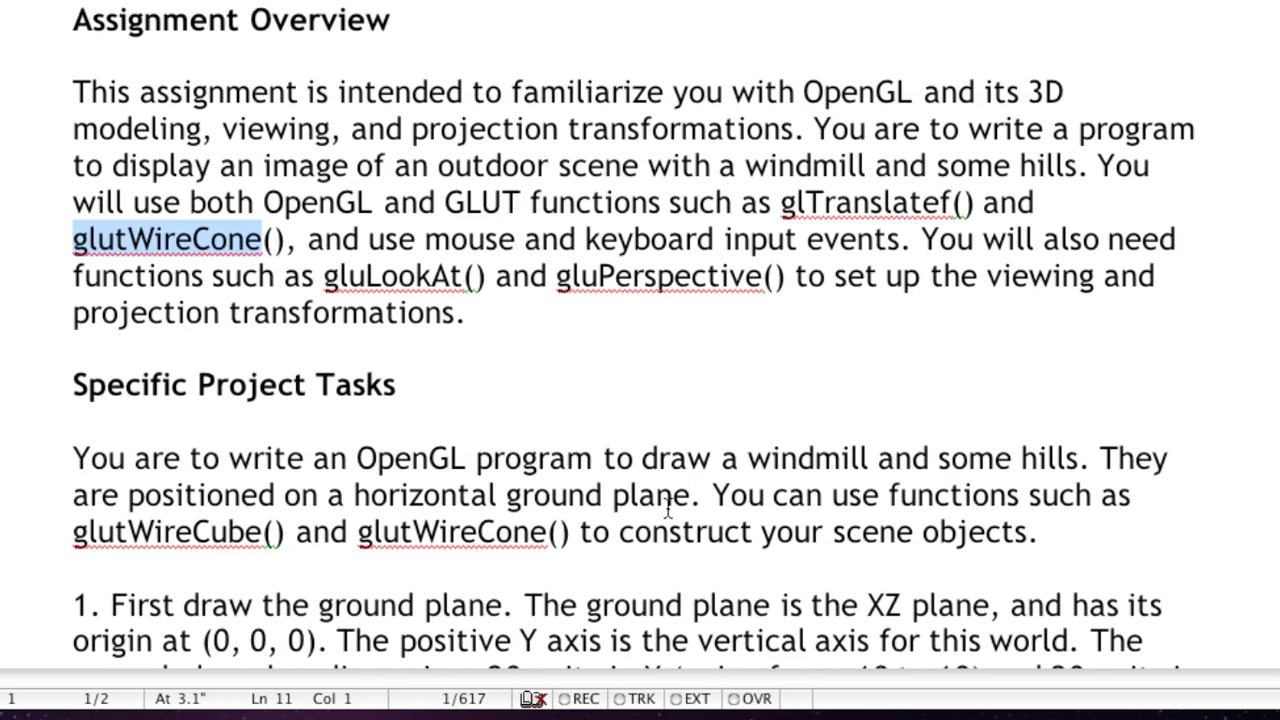 Assignment Overview
This assignment is intended to familiarize you with OpenGL and its 3D
modeling, viewing, and projection transformations. You are to write a program
to display an image of an outdoor scene with a windmill and some hills. You
will use both OpenGL and GLUT functions such as glTranslatef() and
glutWireCone(), and use mouse and keyboard input events. You will also need
functions such as gluLookAt() and gluPerspective() to set up the viewing and
projection transformations.
Specific Project Tasks
You are to write an OpenGL program to draw a windmill and some hills. They
are positioned on a horizontal ground plane. You can use functions such as
glutWireCube() and glutWireCone() to construct your scene objects.
1. First draw the ground plane. The ground plane is the XZ plane, and has its
origin at (0, 0, 0). The positive Y axis is the vertical axis for this world. The
1 1/2 At 3.1" Ln 11 Col 1 1/617 REC TRK EXT OVR